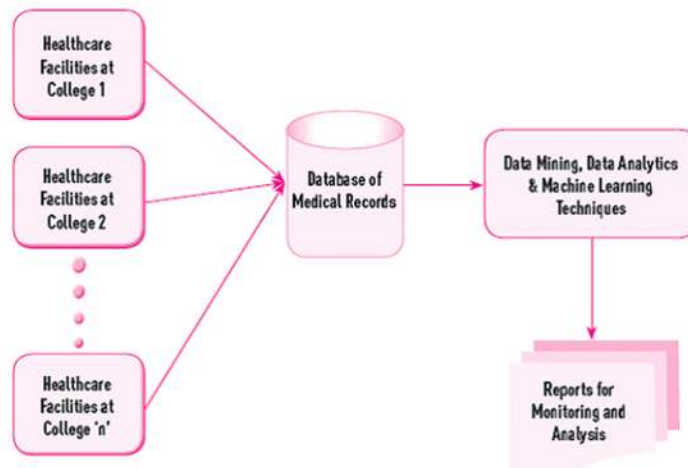 Healthcare
Facilities at
College 1
Healthcare
Facilities at
College 2
Healthcare
Facilities at
College 'n'
Database of
Medical Records
Data Mining, Data Analytics
& Machine Learning
Techniques
Reports for
Monitoring and
Analysis